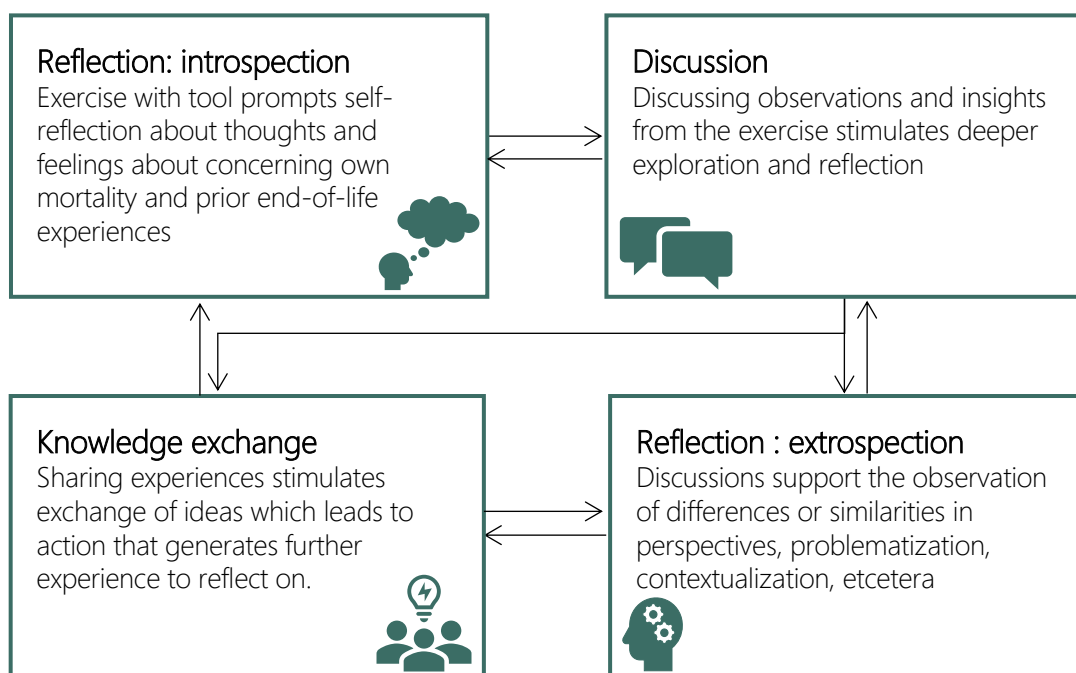 Reflection: introspection
Exercise with tool prompts self-
reflection about thoughts and
feelings about concerning own
mortality and prior end-of-life
experiences
Discussion
Discussing observations and insights
from the exercise stimulates deeper
exploration and reflection
Knowledge exchange
Sharing experiences stimulates
exchange of ideas which leads to
action that generates further
experience to reflect on.
Reflection : extrospection
Discussions support the observation
of differences or similarities in
perspectives, problematization,
contextualization, etcetera